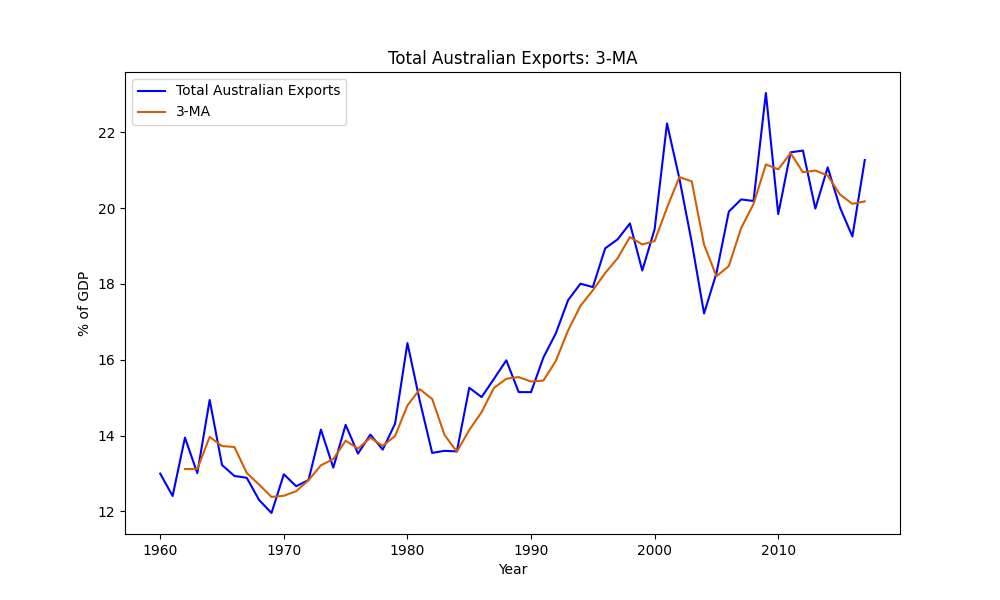 Total Australian Exports: 3-MA
Total Australian Exports
3-MA
% of GDP
22
20
18
16
14
12
1960 1970 1980 1990 2000 2010
Year